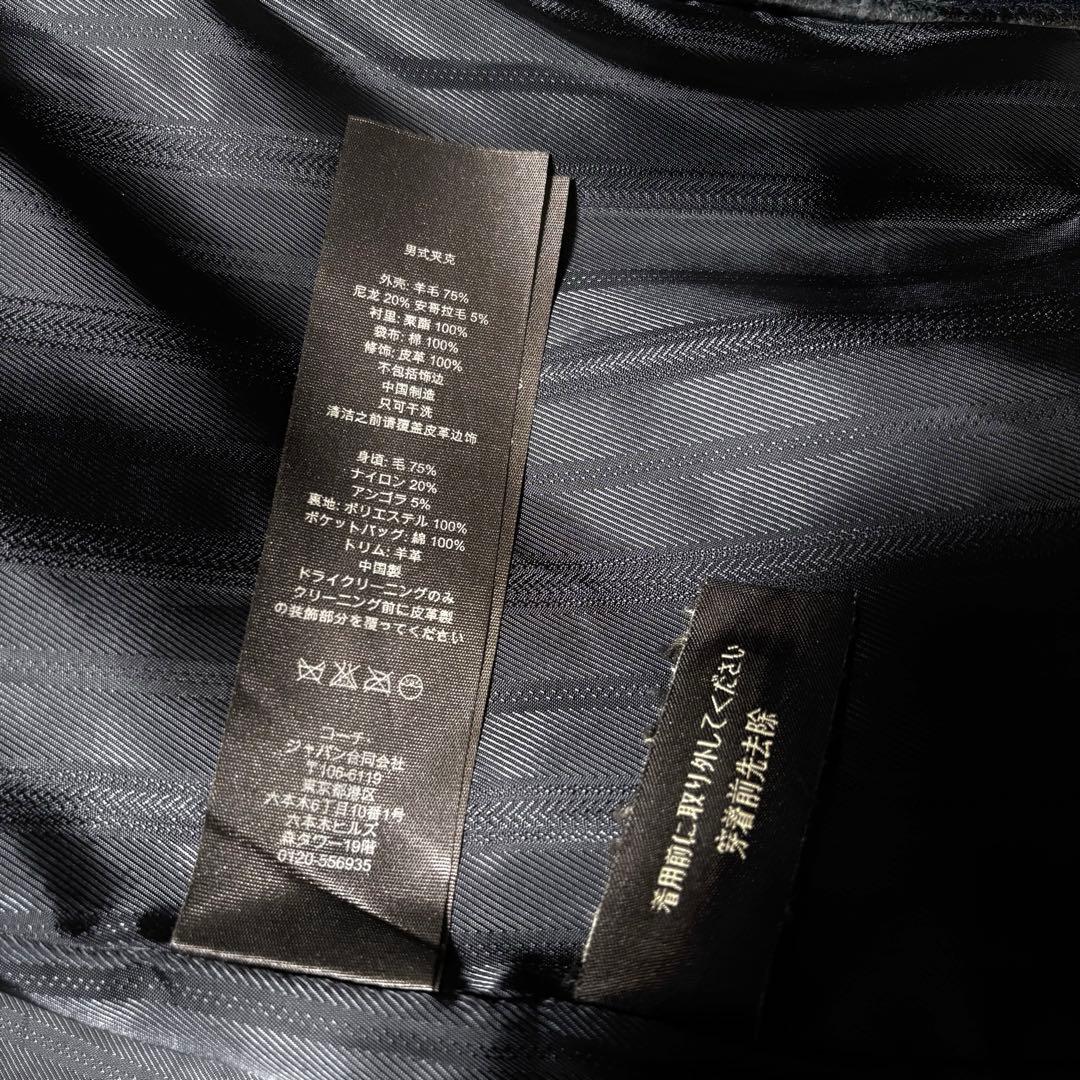 男式夹克
外壳: 羊毛 75%
尼龙 20% 安哥拉毛 5%
衬里: 聚酯 100%
袋布: 棉 100%
修饰: 皮革 100%
不包括饰边
中国制造
只可干洗
清洁之前请覆盖皮革边饰
身頃: 毛 75%
ナイロン 20%
アンゴラ 5%
裏地: ポリエステル 100%
ポケットバッグ: 綿 100%
トリム: 羊革
中国製
ドライクリーニングのみ
クリーニング前に皮革製
の装飾部分を覆ってください
コーチ
ジャパン合同会社
〒106-6119
東京都港区
六本木6丁目10番1号
六本木ヒルズ
森タワー19階
0120-556935
着用前に取り外してください
穿着前先去除